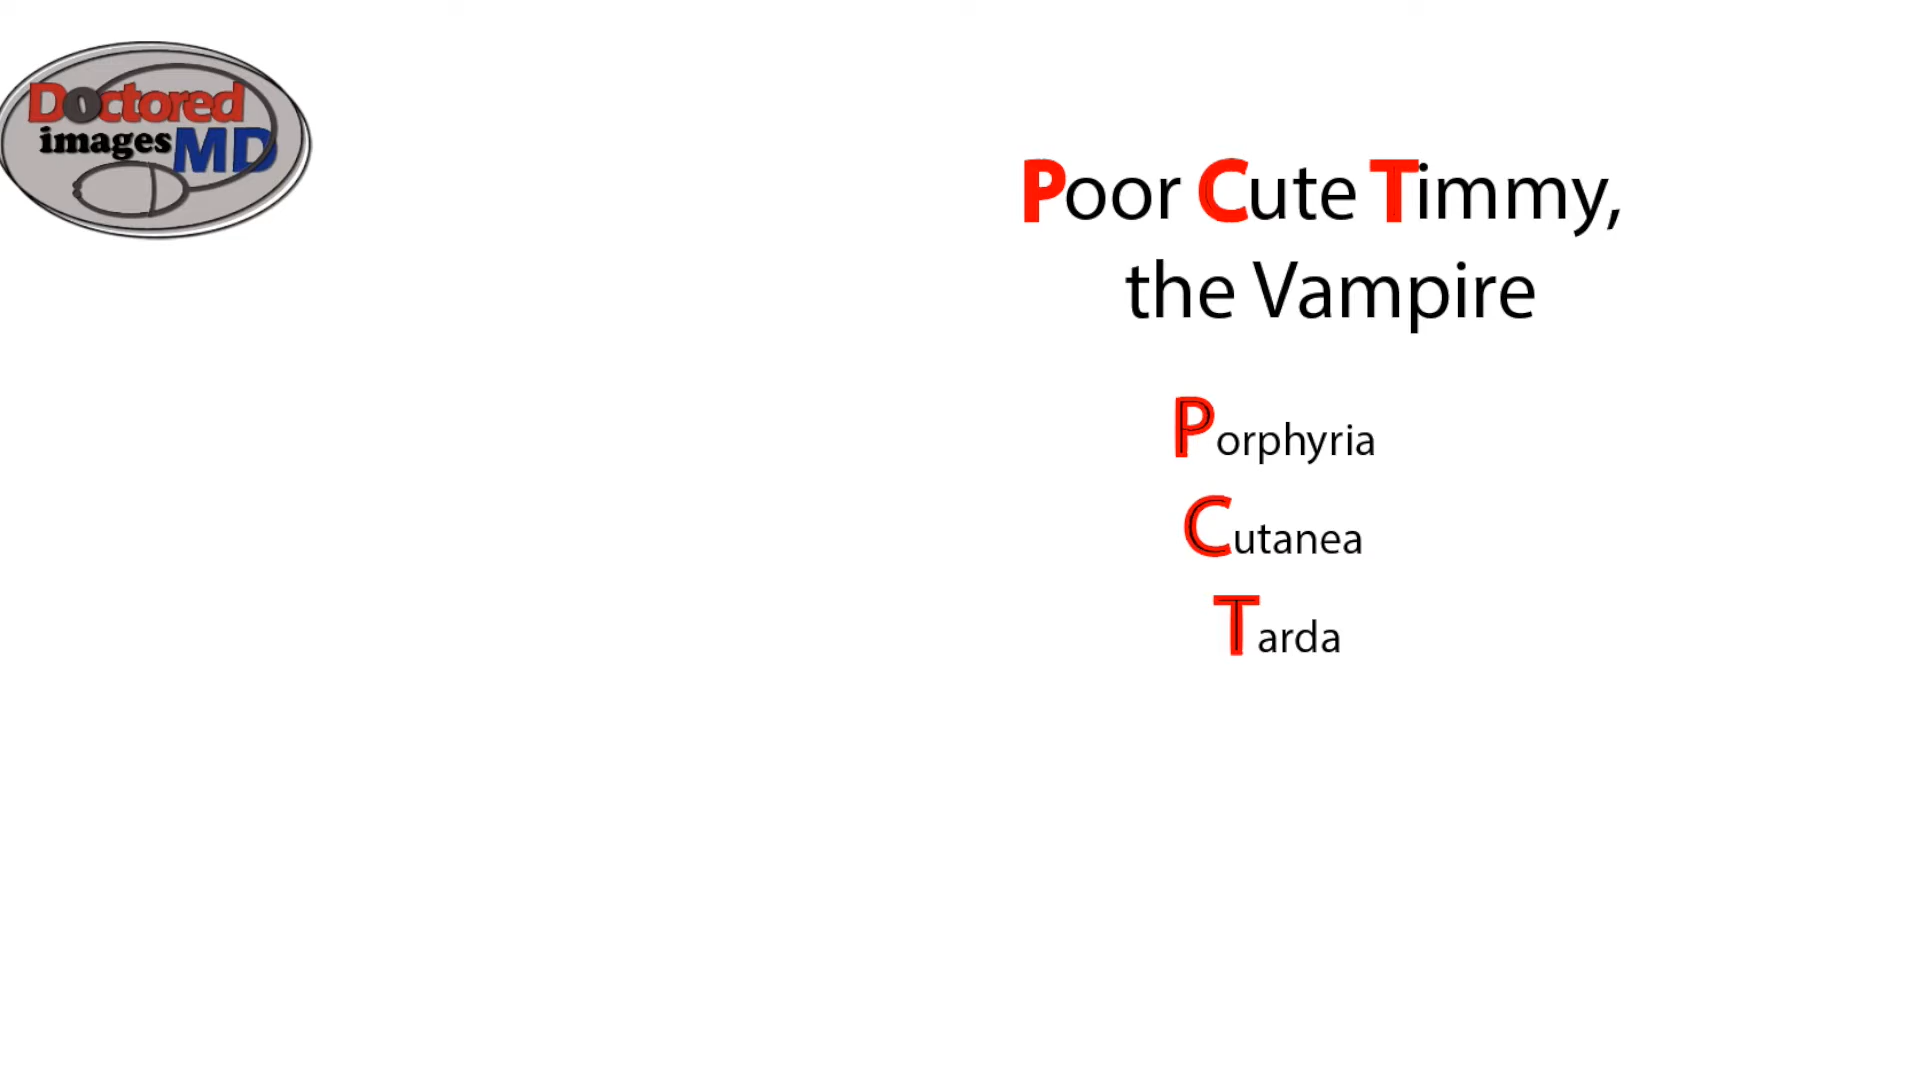 Doctored
images MD
Poor Cute Timmy,
the Vampire
Porphyria
Cutanea
Tarda